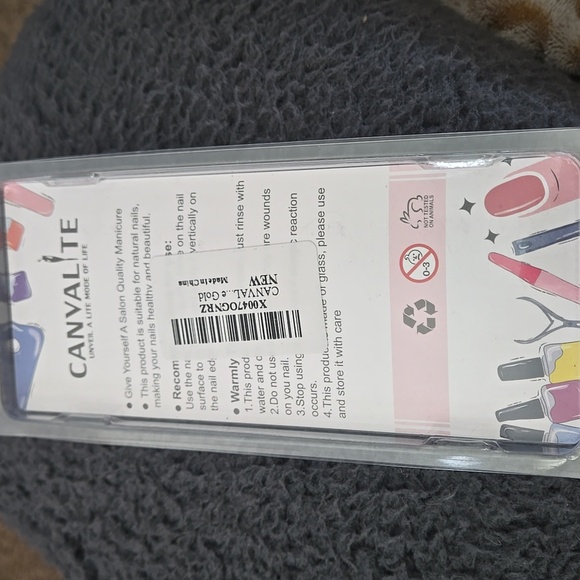 CANVALITE
UNVEIL A LITE MODE OF LIFE
● Give Yourself A Salon Quality Manicure
● This product is suitable for natural nails,
making your nails healthy and beautiful.
● Recom se:
Use the na e on the nail
surface to vertically on
the nail ed
● Warmly
1.This prod ust rinse with
water and c
2.Do not us re wounds
on you nail.
3.Stop using c reaction
occurs.
4.This produ made of glass, please use
and store it with care
X0047OCNRZ
CANVAL...e Gold
NEW
Made in China
0-3
NOT TESTED
ON ANIMALS